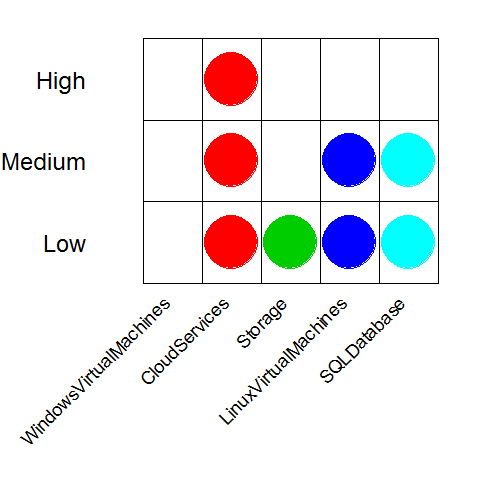 High
Medium
Low
WindowsVirtualMachines
CloudServices
Storage
LinuxVirtualMachines
SQLDatabase